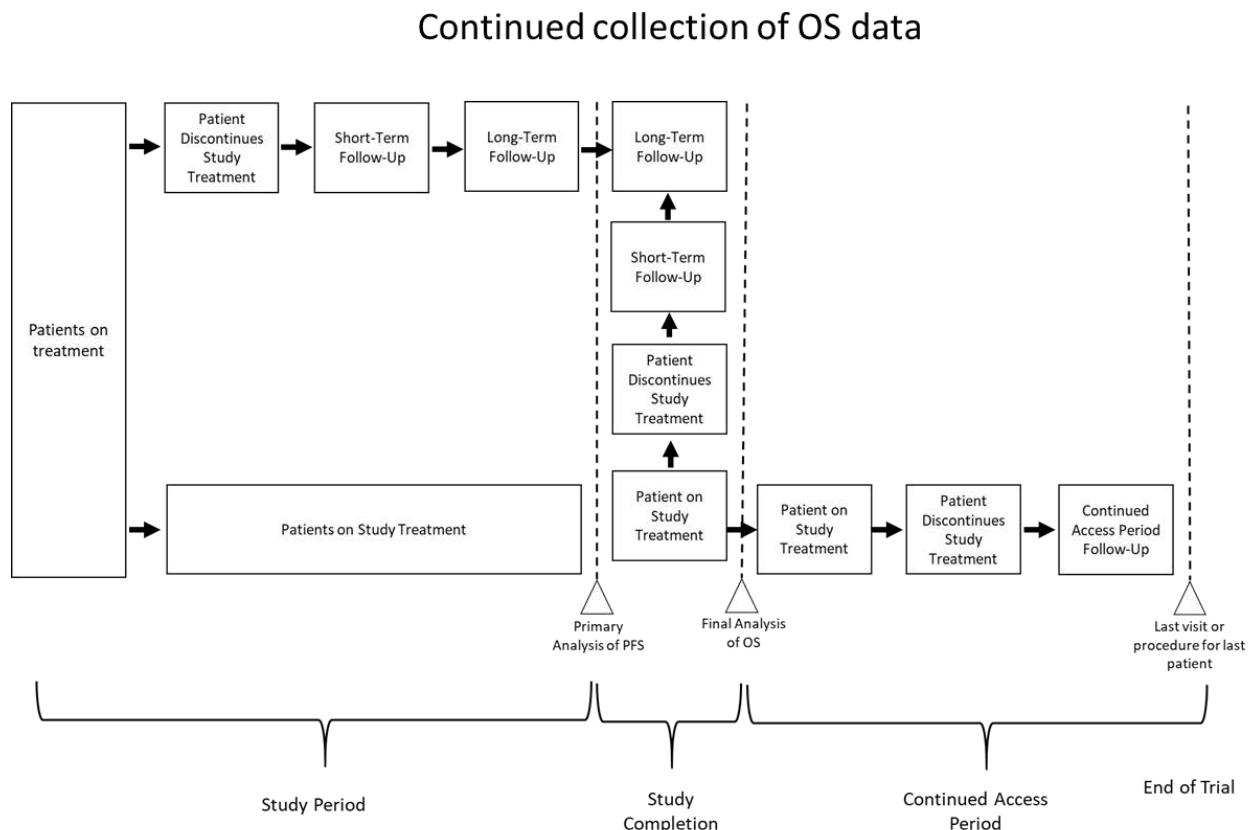 Continued collection of OS data
Patients on
treatment
Patient
Discontinues
Study
Treatment
Short-Term
Follow-Up
Long-Term
Follow-Up
Long-Term
Follow-Up
Short-Term
Follow-Up
Patient
Discontinues
Study
Treatment
Patients on Study Treatment
Patient on
Study
Treatment
Patient on
Study
Treatment
Patient
Discontinues
Study
Treatment
Continued
Access Period
Follow-Up
Primary
Analysis of PFS
Final Analysis
of OS
Last visit or
procedure for last
patient
Study Period
Study
Completion
Continued Access
Period
End of Trial